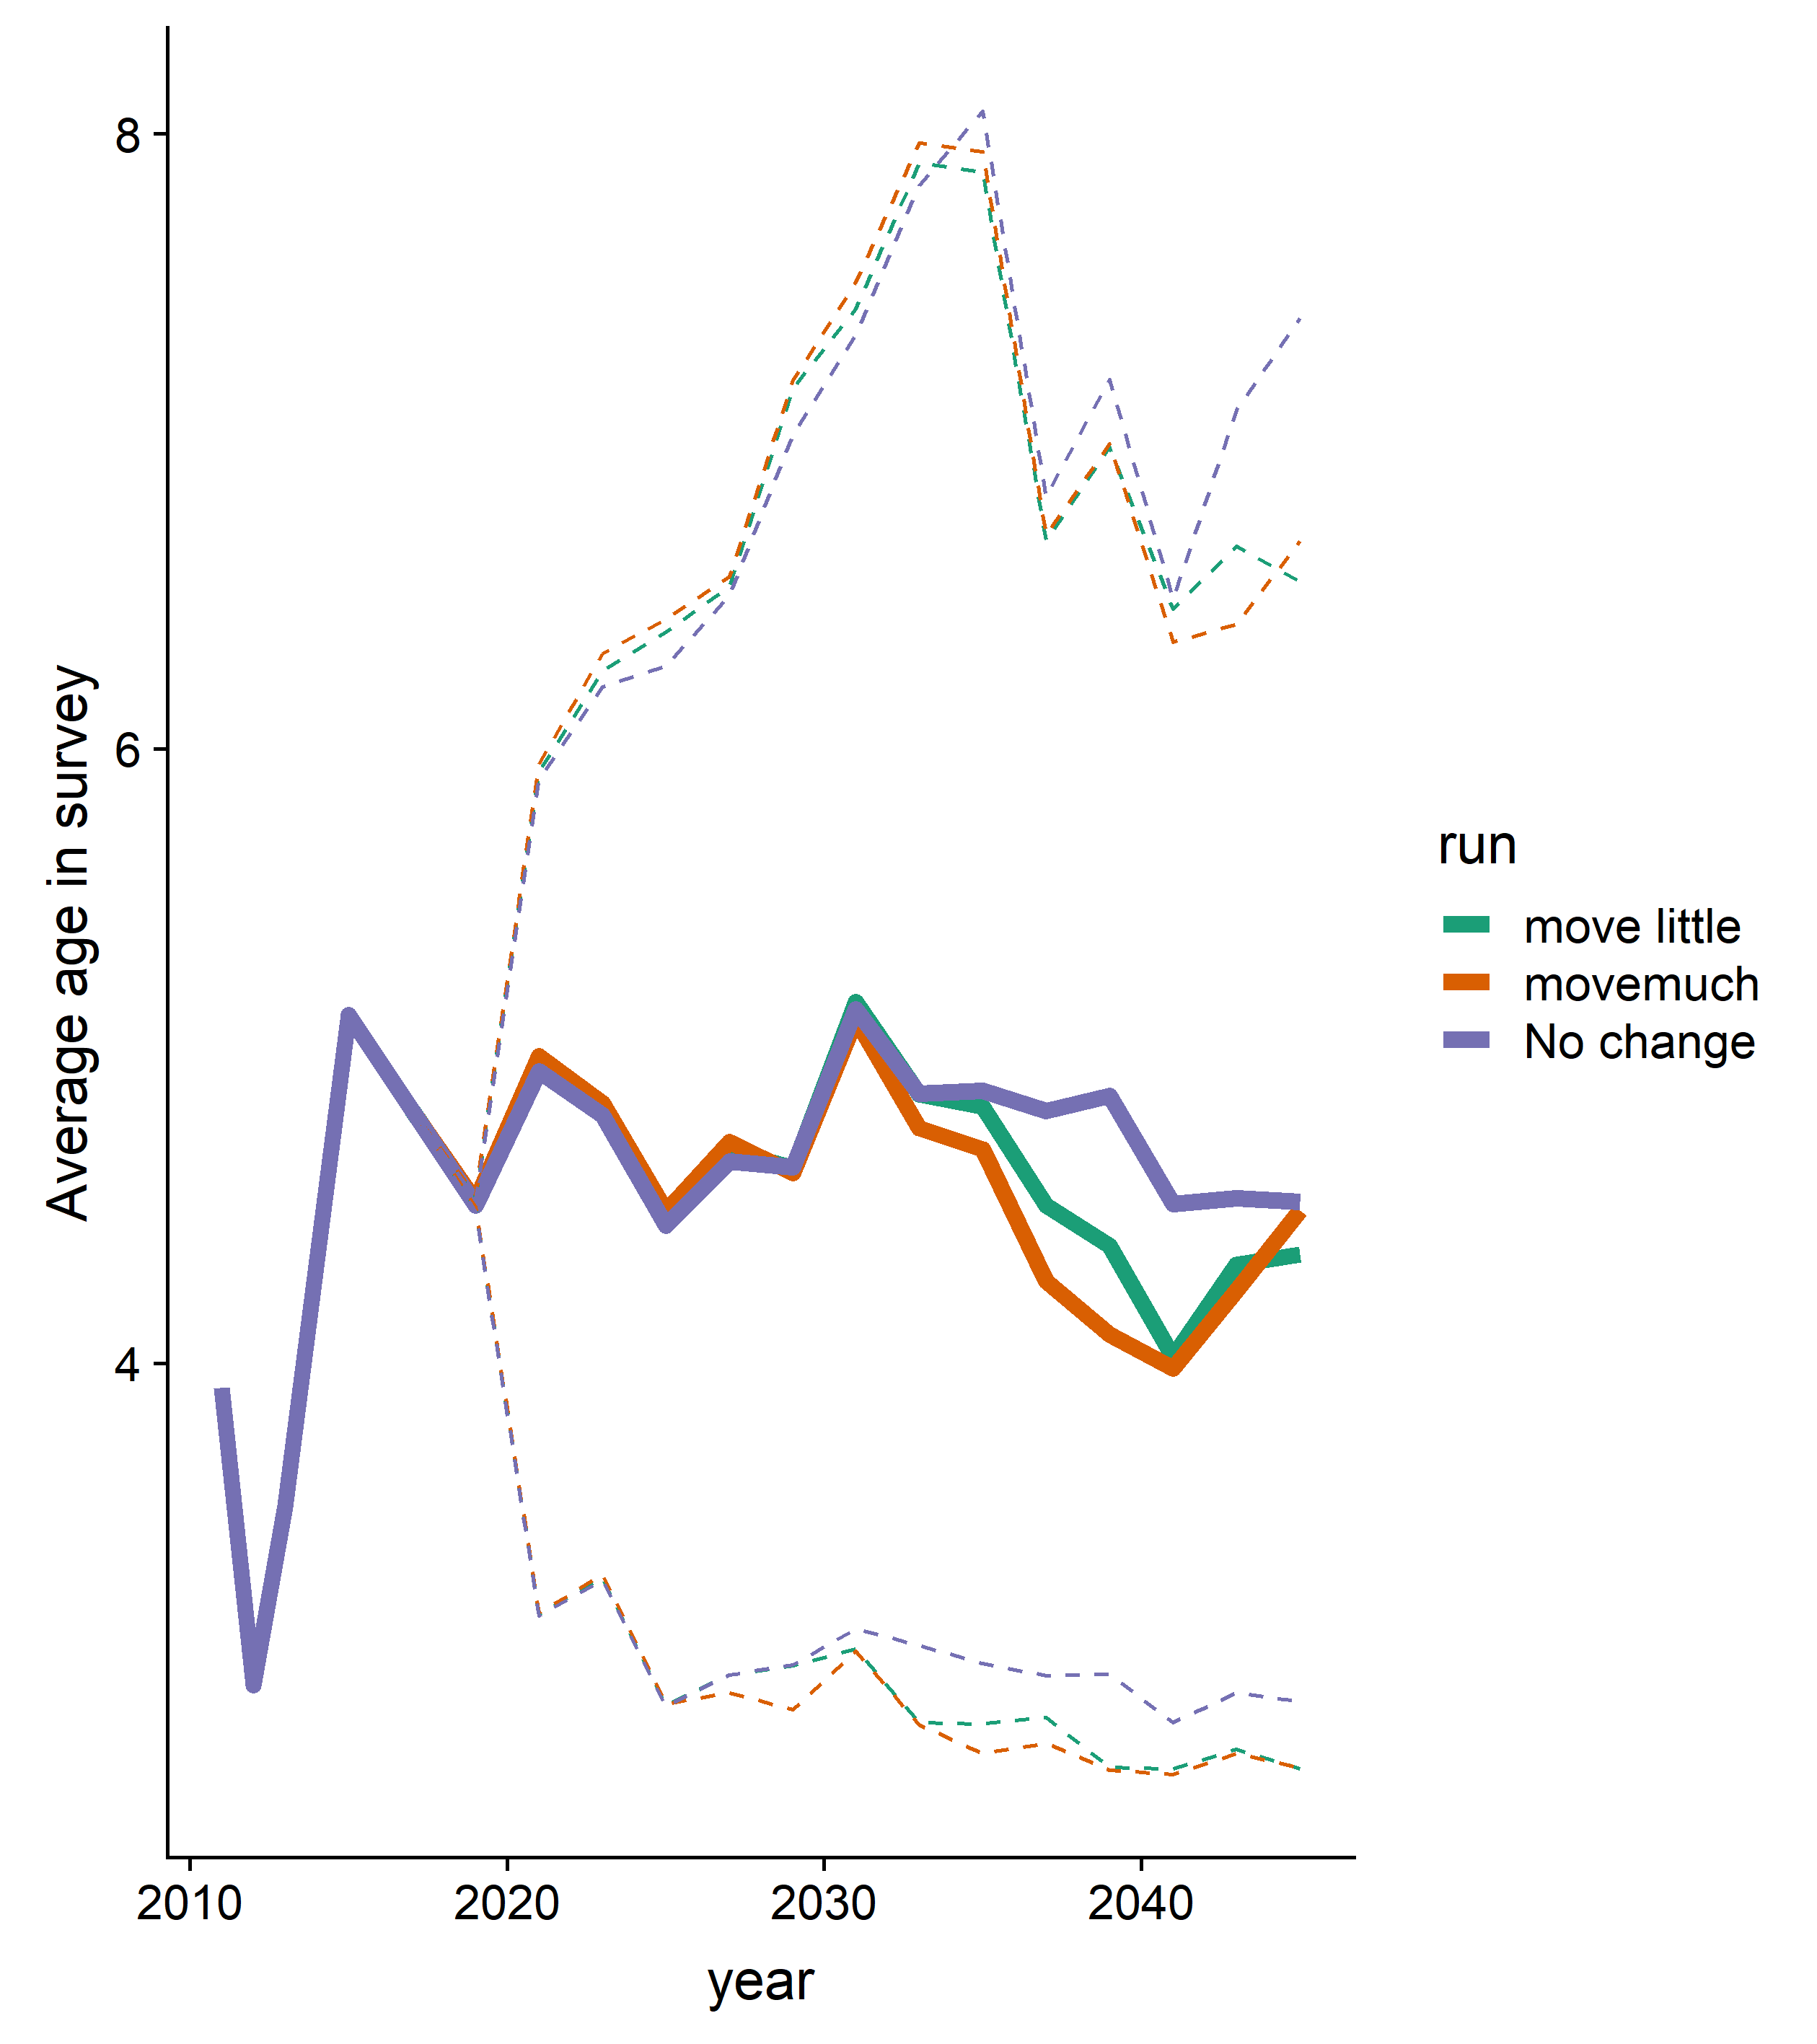 8
6
4
Average age in survey
2010 2020 2030 2040
year
run
move little
movemuch
No change